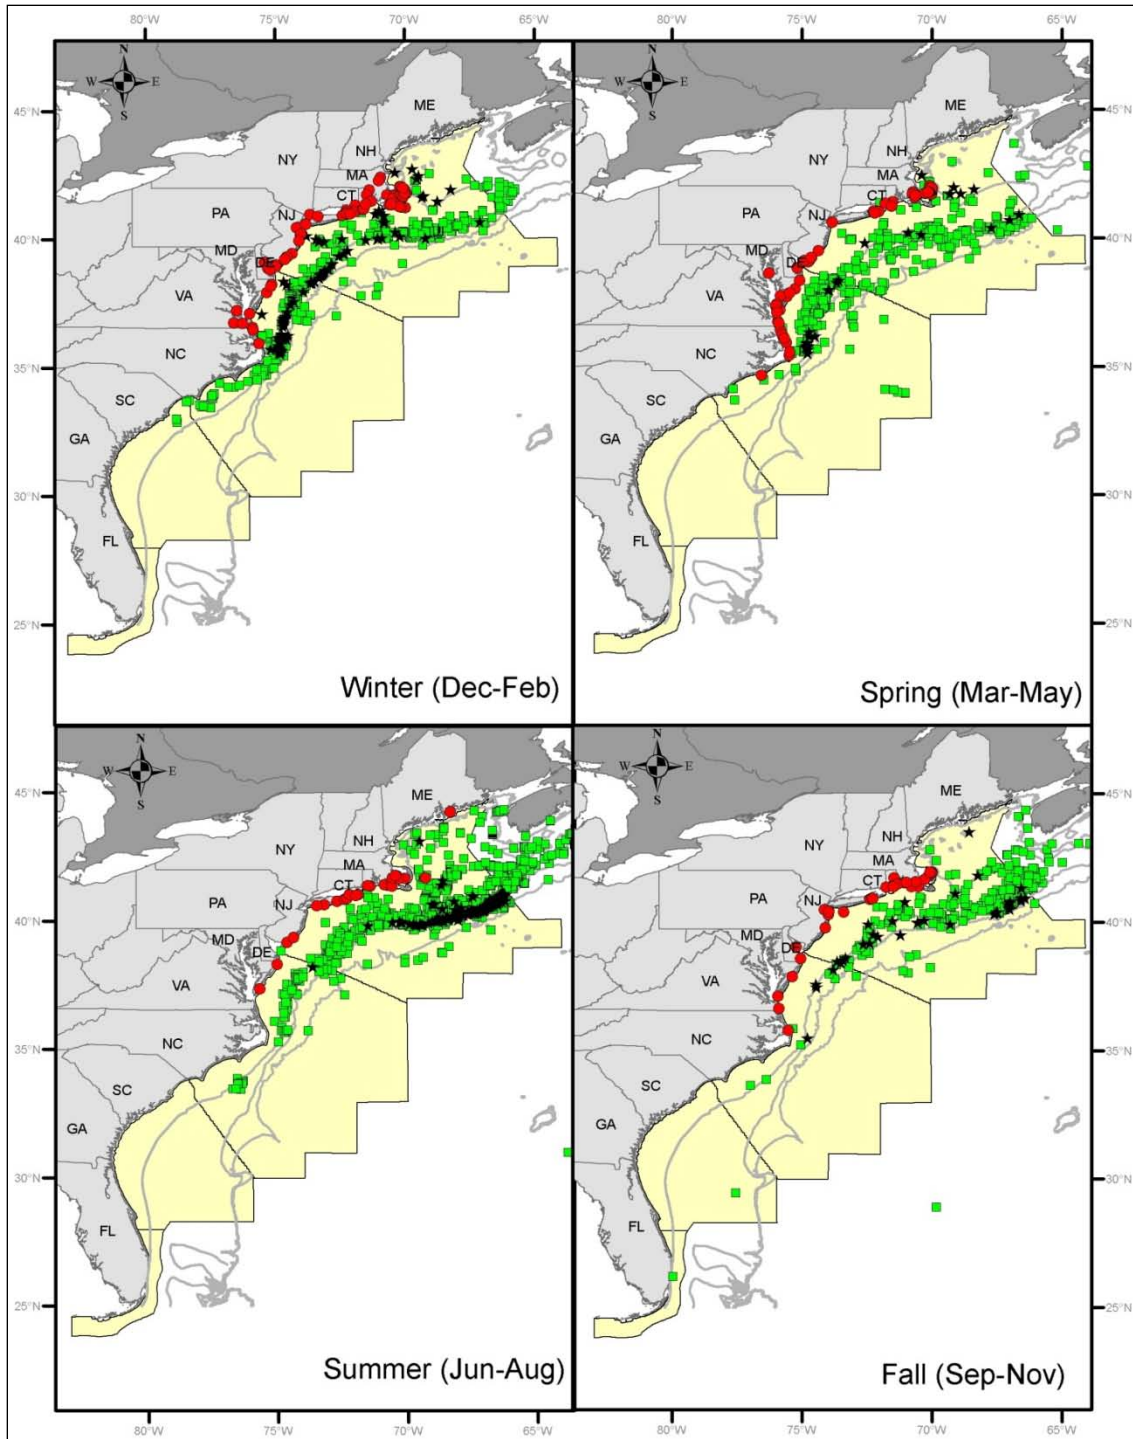 80°W 75°W 70°W 65°W 80°W 75°W 70°W 65°W
N
W E
S
45°N
40°N
35°N
30°N
25°N
ME
NH
NY
MA
CT
PA
NJ
MD
DE
VA
NC
SC
GA
FL
Winter (Dec-Feb)
N
W E
S
ME
NH
NY
MA
CT
PA
NJ
MD
DE
VA
NC
SC
GA
FL
45°N
40°N
35°N
30°N
25°N
Spring (Mar-May)
N
W E
S
45°N
40°N
35°N
30°N
25°N
ME
NH
NY
MA
CT
PA
NJ
MD
DE
VA
NC
SC
GA
FL
Summer (Jun-Aug)
N
W E
S
ME
NH
NY
MA
CT
PA
NJ
MD
DE
VA
NC
SC
GA
FL
45°N
40°N
35°N
30°N
25°N
Fall (Sep-Nov)
80°W 75°W 70°W 65°W 80°W 75°W 70°W 65°W